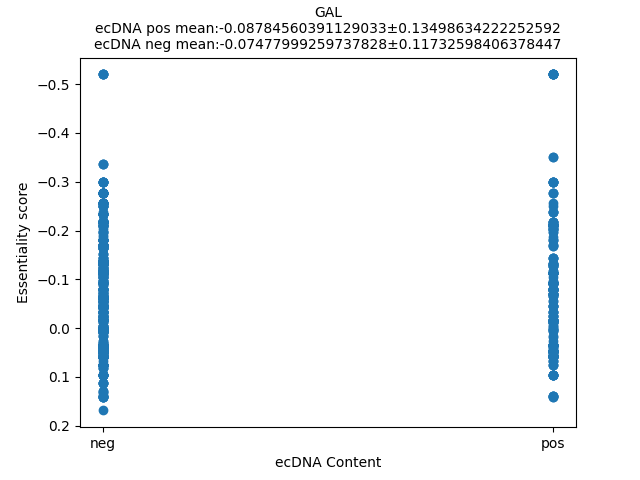 GAL
ecDNA pos mean:-0.08784560391129033±0.13498634222252592
ecDNA neg mean:-0.07477999259737828±0.11732598406378447
−0.5
−0.4
−0.3
−0.2
−0.1
0.0
0.1
0.2
Essentiality score
neg
pos
ecDNA Content